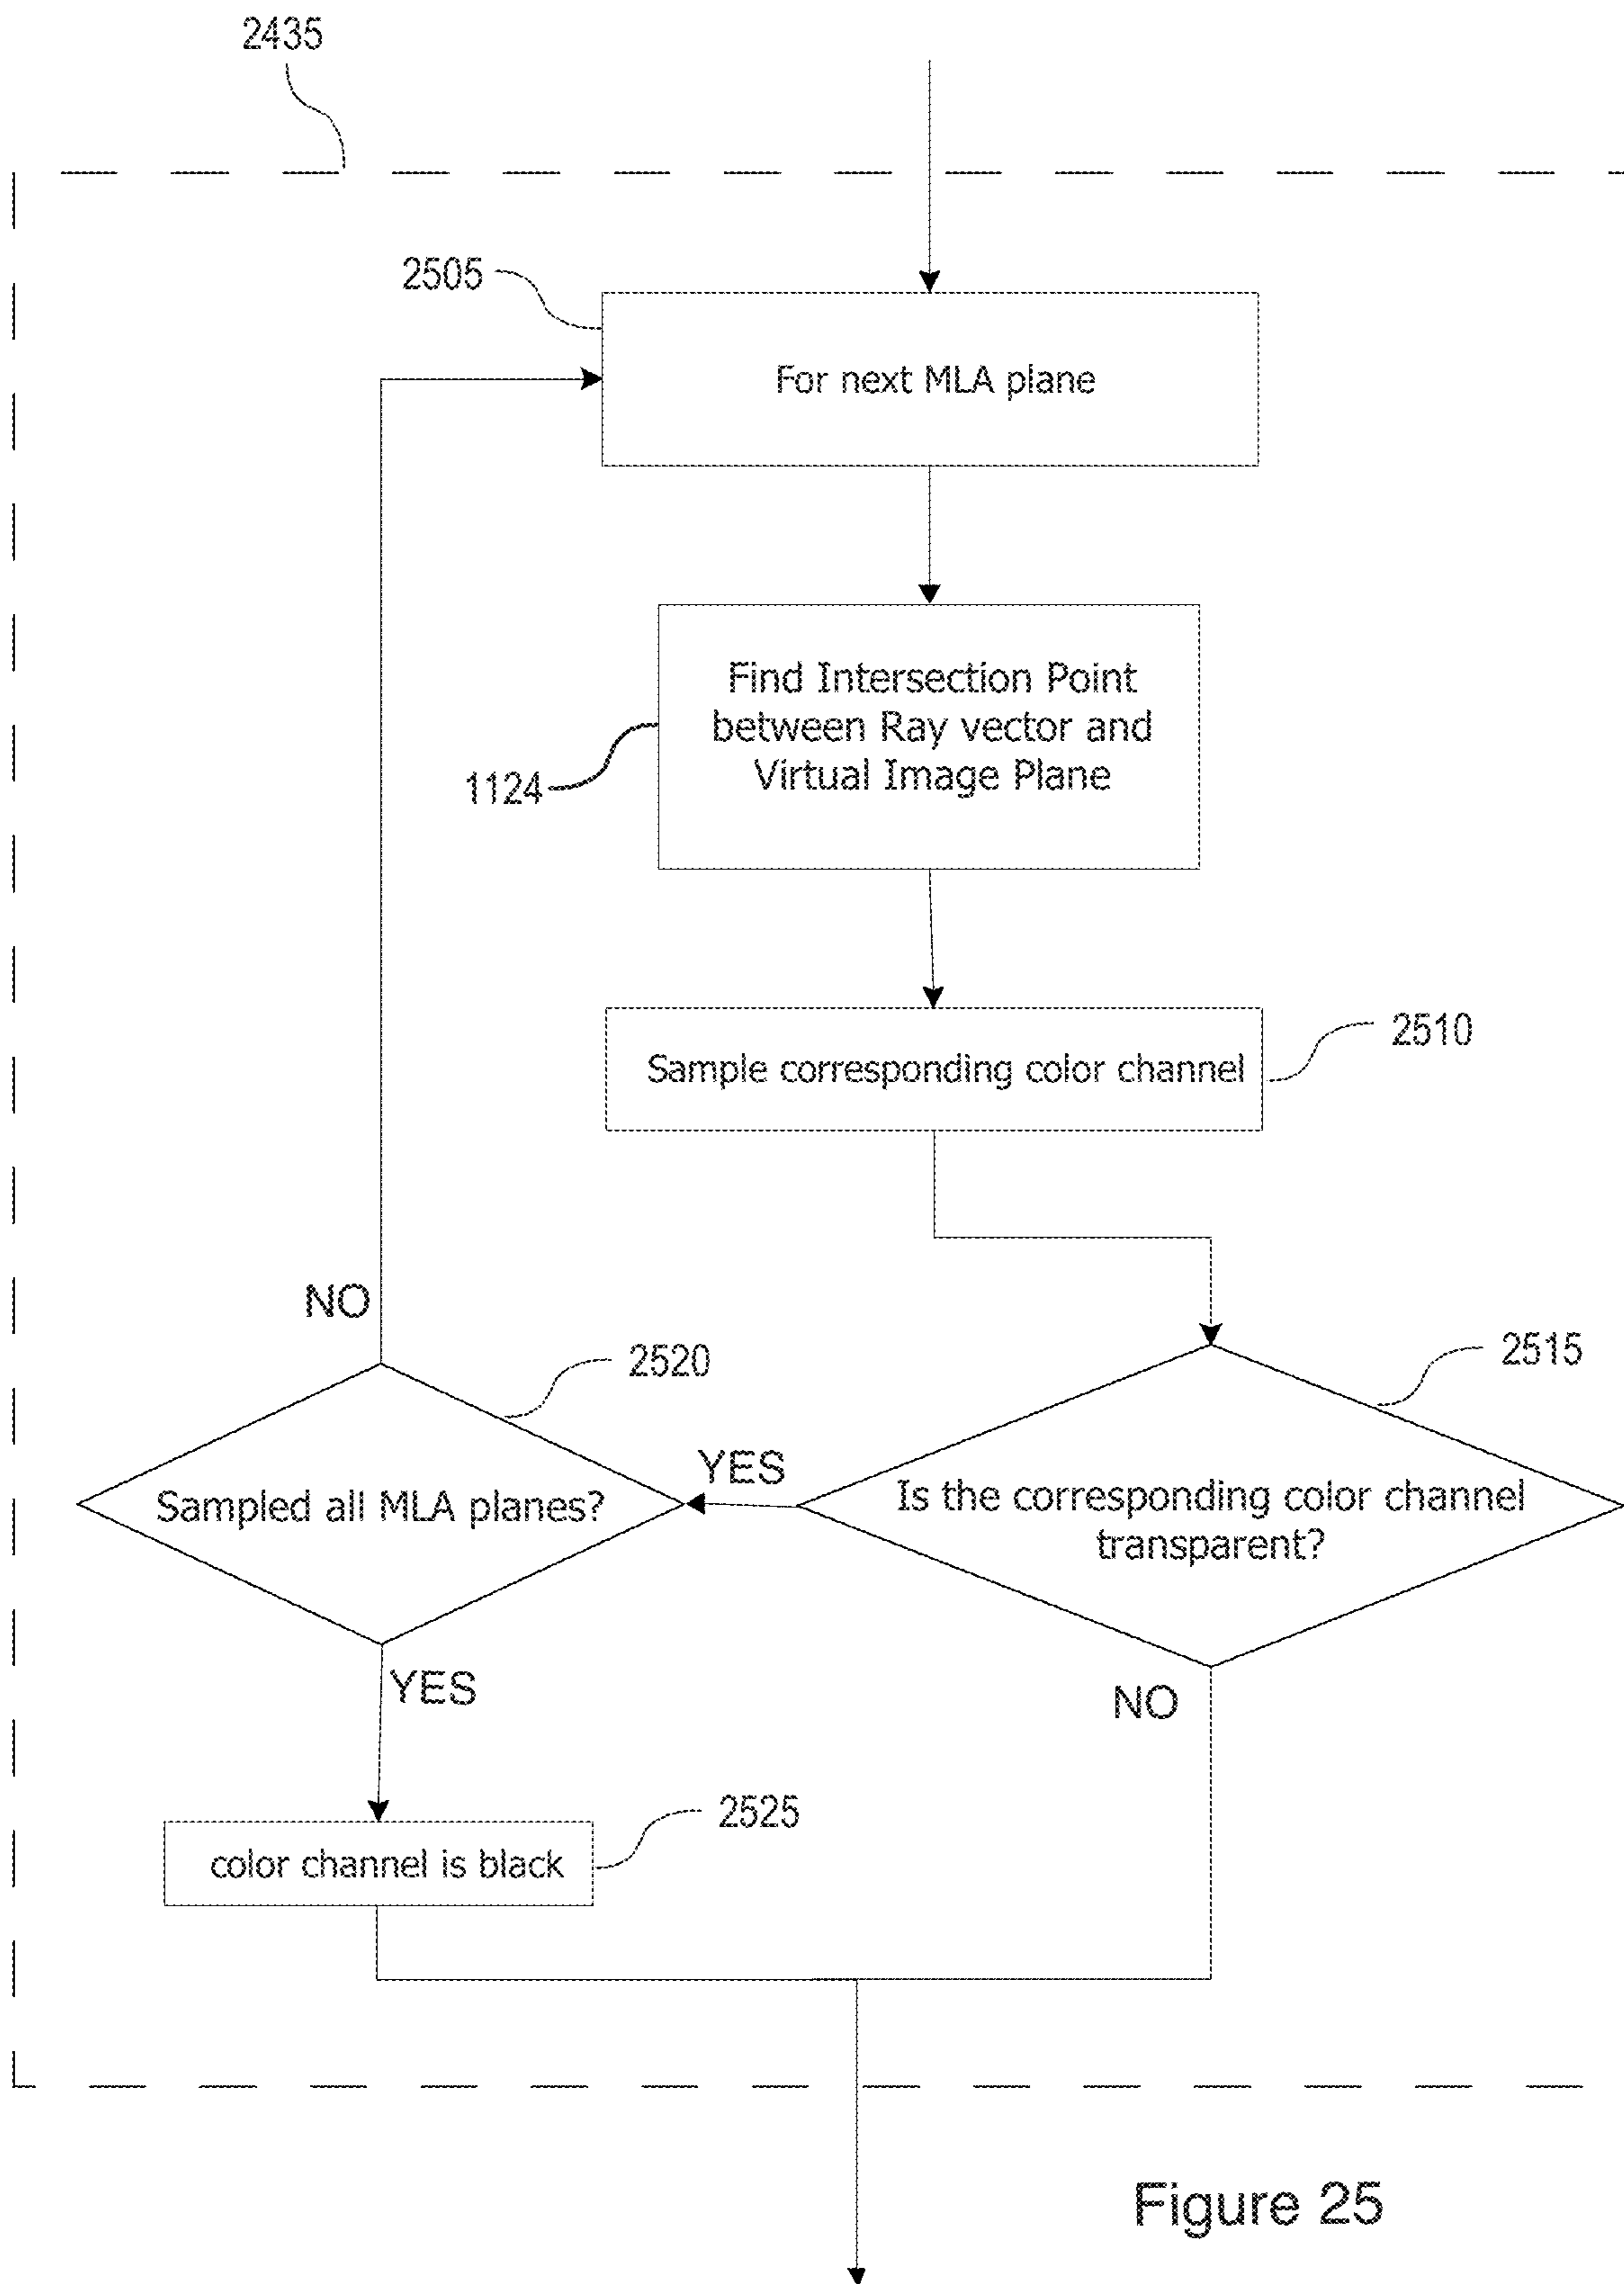 2435
2505
For next MLA plane
Find Intersection Point
between Ray vector and
Virtual Image Plane
1124
Sample corresponding color channel
2510
NO
2520
2515
YES
Sampled all MLA planes?
Is the corresponding color channel
transparent?
YES
NO
2525
color channel is black
Figure 25